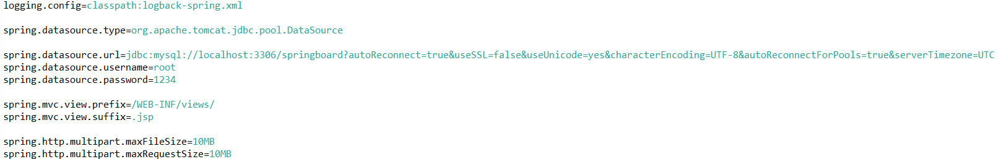 logging.config=classpath:logback-spring.xml
spring.datasource.type=org.apache.tomcat.jdbc.pool.DataSource
spring.datasource.url=jdbc:mysql://localhost:3306/springboard?autoReconnect=true&useSSL=false&useUnicode=yes&characterEncoding=UTF-8&autoReconnectForPools=true&serverTimezone=UTC
spring.datasource.username=root
spring.datasource.password=1234
spring.mvc.view.prefix=/WEB-INF/views/
spring.mvc.view.suffix=.jsp
spring.http.multipart.maxFileSize=10MB
spring.http.multipart.maxRequestSize=10MB